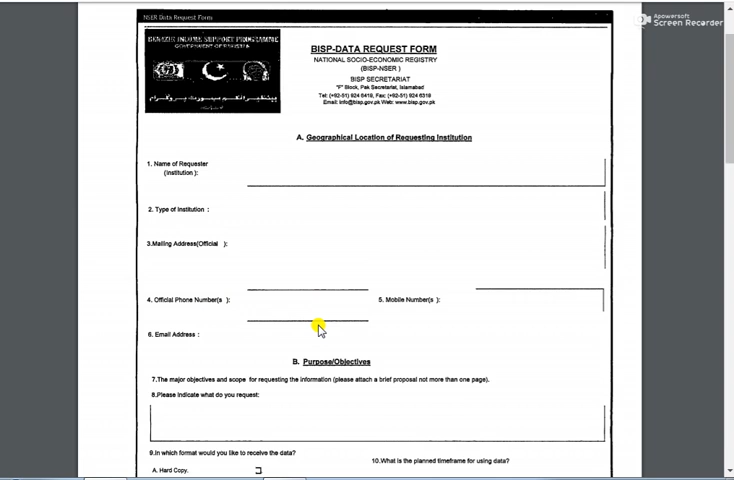 NSER Data Request Form
Apowersoft
Screen Recorder
BENAZIR INCOME SUPPORT PROGRAMME
GOVERNMENT OF PAKISTAN
بینظیر انکم سپورٹ پروگرام
BISP-DATA REQUEST FORM
NATIONAL SOCIO-ECONOMIC REGISTRY
(BISP-NSER )
BISP SECRETARIAT
"F" Block, Pak Secretariat, Islamabad
Tel: (+92-51) 924 6419, Fax: (+92-51) 924 6319
Email: info@bisp.gov.pk Web: www.bisp.gov.pk
A. Geographical Location of Requesting Institution
1. Name of Requester
(Institution ):
2. Type of Institution :
3.Mailing Address(Official ):
4. Official Phone Number(s ):
5. Mobile Number(s ):
6. Email Address :
B. Purpose/Objectives
7.The major objectives and scope for requesting the information (please attach a brief proposal not more than one page).
8.Please indicate what do you request:
9.In which format would you like to receive the data?
10.What is the planned timeframe for using data?
A. Hard Copy.